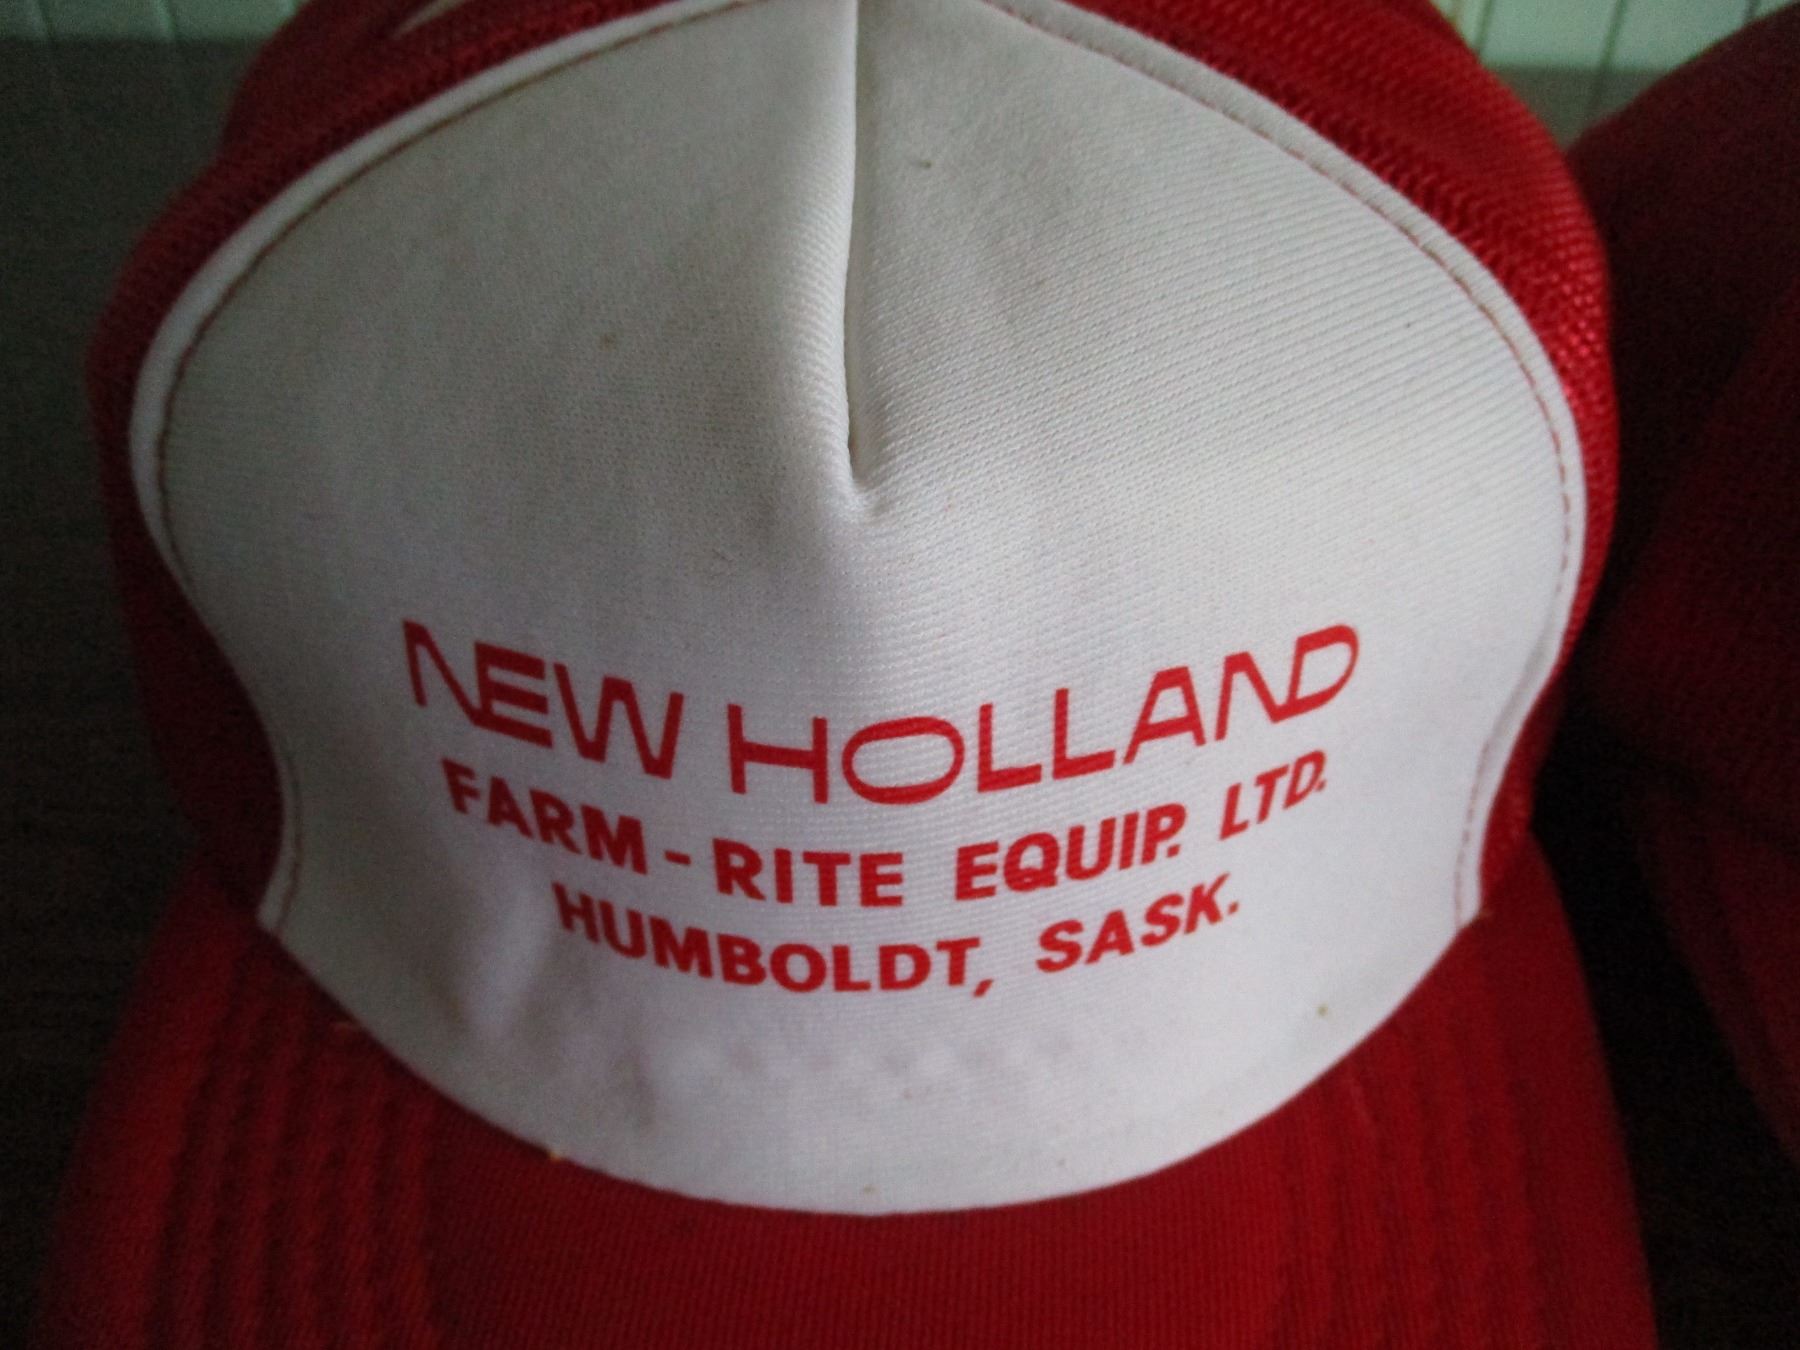 NEW HOLLAND
FARM-RITE EQUIP. LTD.
HUMBOLDT, SASK.